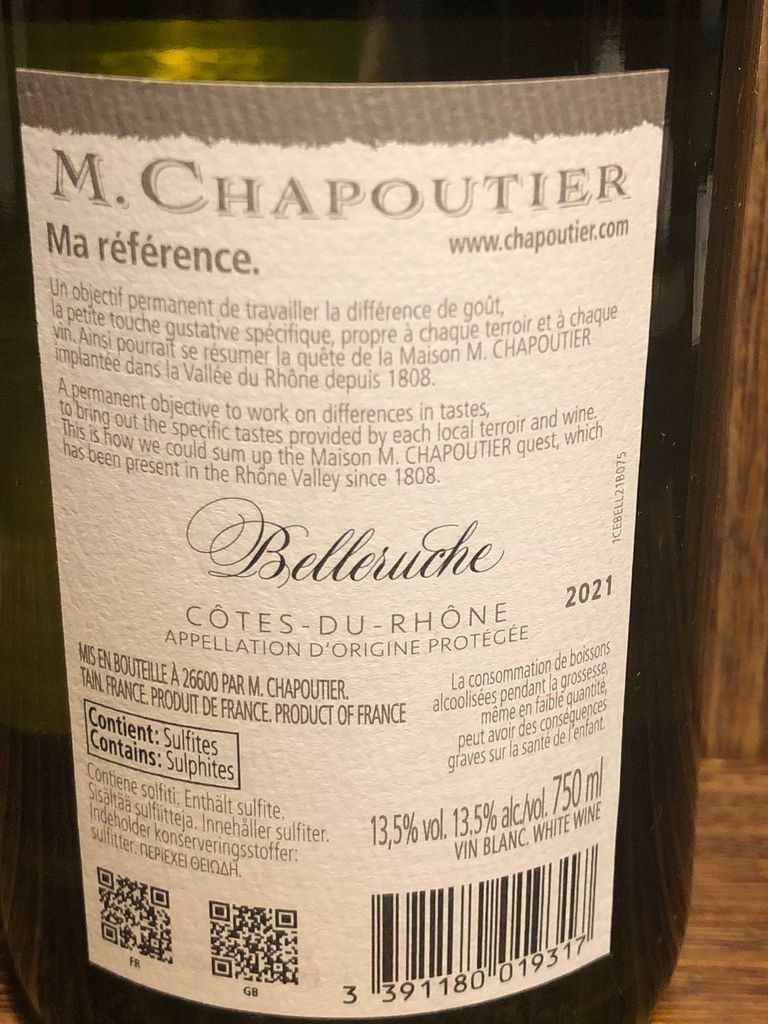 M. CHAPOUTIER
Ma référence.
www.chapoutier.com
Un objectif permanent de travailler la différence de goût,
la petite touche gustative spécifique, propre à chaque terroir et à chaque
vin. Ainsi pourrait se résumer la quête de la Maison M. CHAPOUTIER
implantée dans la Vallée du Rhône depuis 1808.
A permanent objective to work on differences in tastes,
to bring out the specific tastes provided by each local terroir and wine.
This is how we could sum up the Maison M. CHAPOUTIER quest, which
has been present in the Rhône Valley since 1808.
1CEBELL21B075
Belleruche
2021
CÔTES-DU-RHÔNE
APPELLATION D'ORIGINE PROTÉGÉE
MIS EN BOUTEILLE À 26600 PAR M. CHAPOUTIER.
TAIN, FRANCE. PRODUIT DE FRANCE. PRODUCT OF FRANCE
La consommation de boissons
alcoolisées pendant la grossesse,
même en faible quantité,
peut avoir des conséquences
graves sur la santé de l'enfant.
Contient: Sulfites
Contains: Sulphites
Contiene solfiti. Enthält sulfite.
Sisältää sulfiitteja. Innehåller sulfiter.
Indeholder konserveringsstoffer:
sulfitter. ΠΕΡΙΕΧΕΙ ΘΕΙΩΔΗ.
13,5% vol. 13.5% alc./vol. 750 ml
VIN BLANC. WHITE WINE
FR
GB
3 391180 019317